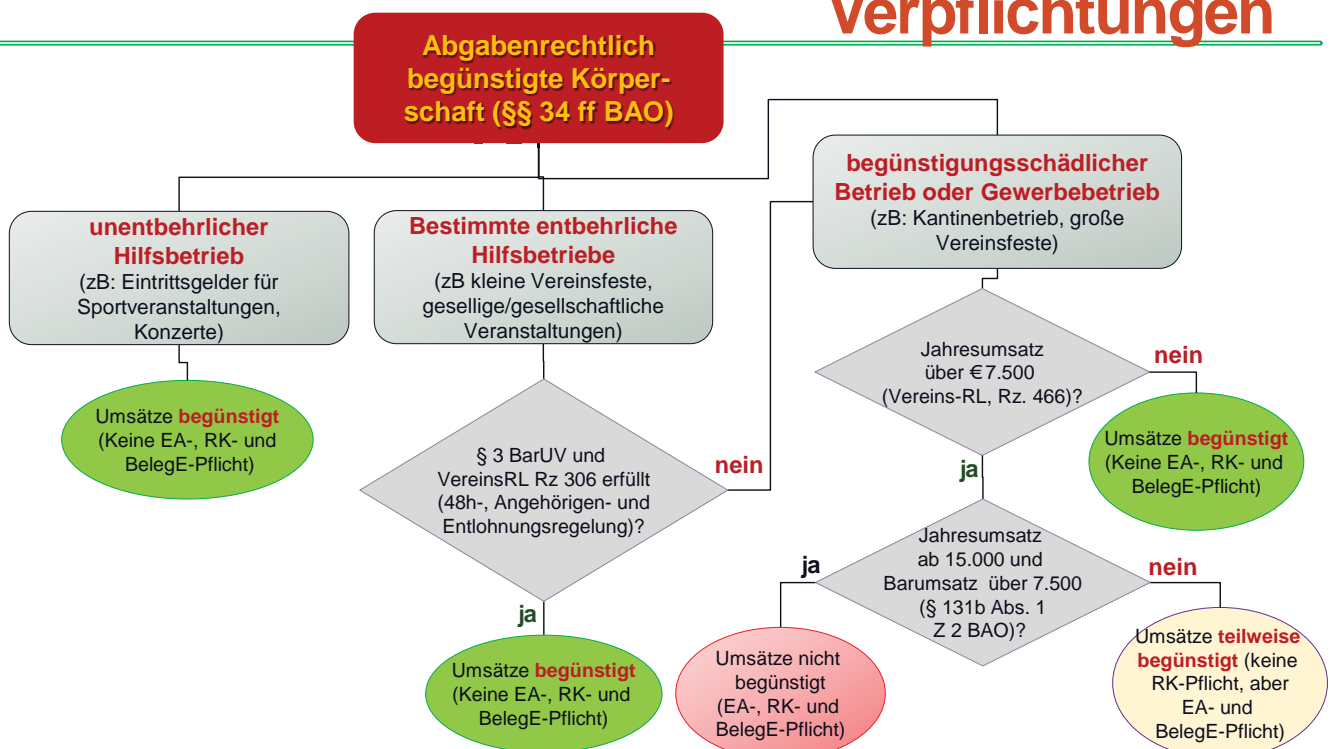 Verpflichtungen
Abgabenrechtlich
begünstigte Körper-
schaft (§§ 34 ff BAO)
unentbehrlicher
Hilfsbetrieb
(zB: Eintrittsgelder für
Sportveranstaltungen,
Konzerte)
Umsätze begünstigt
(Keine EA-, RK- und
BelegE-Pflicht)
Bestimmte entbehrliche
Hilfsbetriebe
(zB kleine Vereinsfeste,
gesellige/gesellschaftliche
Veranstaltungen)
§ 3 BarUV und
VereinsRL Rz 306 erfüllt
(48h-, Angehörigen- und
Entlohnungsregelung)?
nein
ja
Umsätze begünstigt
(Keine EA-, RK- und
BelegE-Pflicht)
begünstigungsschädlicher
Betrieb oder Gewerbebetrieb
(zB: Kantinenbetrieb, große
Vereinsfeste)
Jahresumsatz
über €7.500
(Vereins-RL, Rz. 466)?
nein
Umsätze begünstigt
(Keine EA-, RK- und
BelegE-Pflicht)
ja
Jahresumsatz
ab 15.000 und
Barumsatz über 7.500
(§ 131b Abs. 1
Z 2 BAO)?
ja
Umsätze nicht
begünstigt
(EA-, RK- und
BelegE-Pflicht)
nein
Umsätze teilweise
begünstigt (keine
RK-Pflicht, aber
EA- und
BelegE-Pflicht)